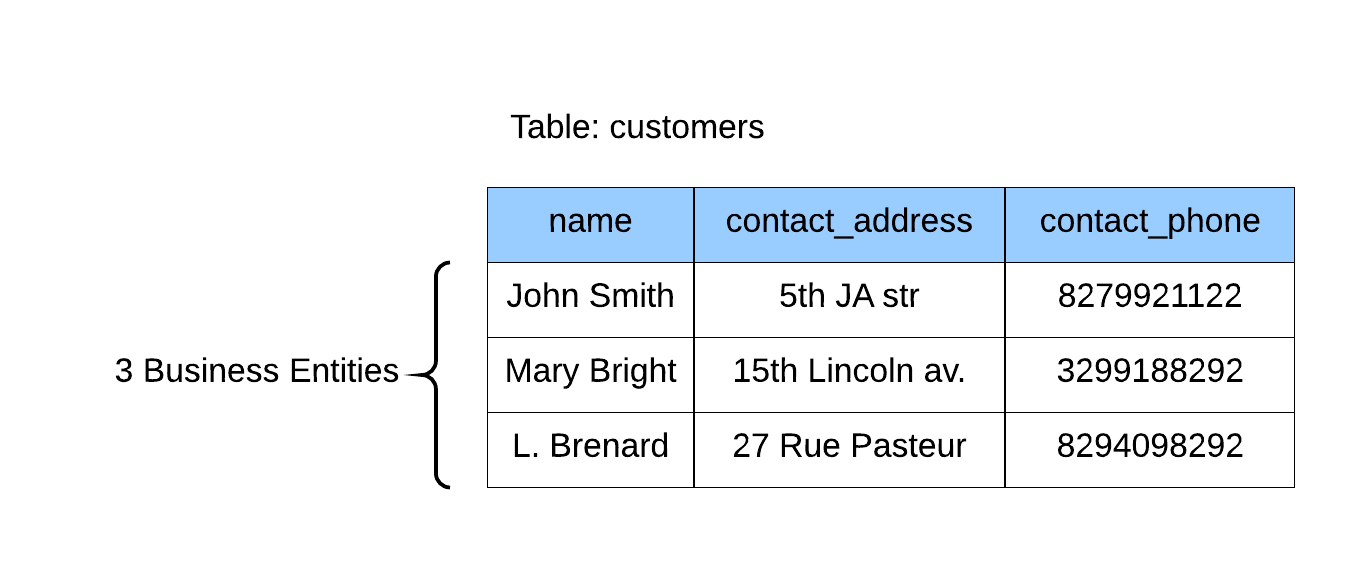 Table: customers
name contact_address contact_phone
John Smith 5th JA str 8279921122
3 Business Entities Mary Bright 15th Lincoln av. 3299188292
L. Brenard 27 Rue Pasteur 8294098292